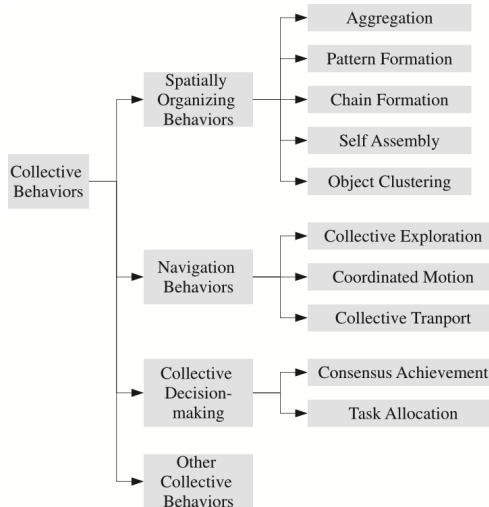 Collective
Behaviors
Spatially
Organizing
Behaviors
Aggregation
Pattern Formation
Chain Formation
Self Assembly
Object Clustering
Navigation
Behaviors
Collective Exploration
Coordinated Motion
Collective Tranport
Collective
Decision-
making
Consensus Achievement
Task Allocation
Other
Collective
Behaviors